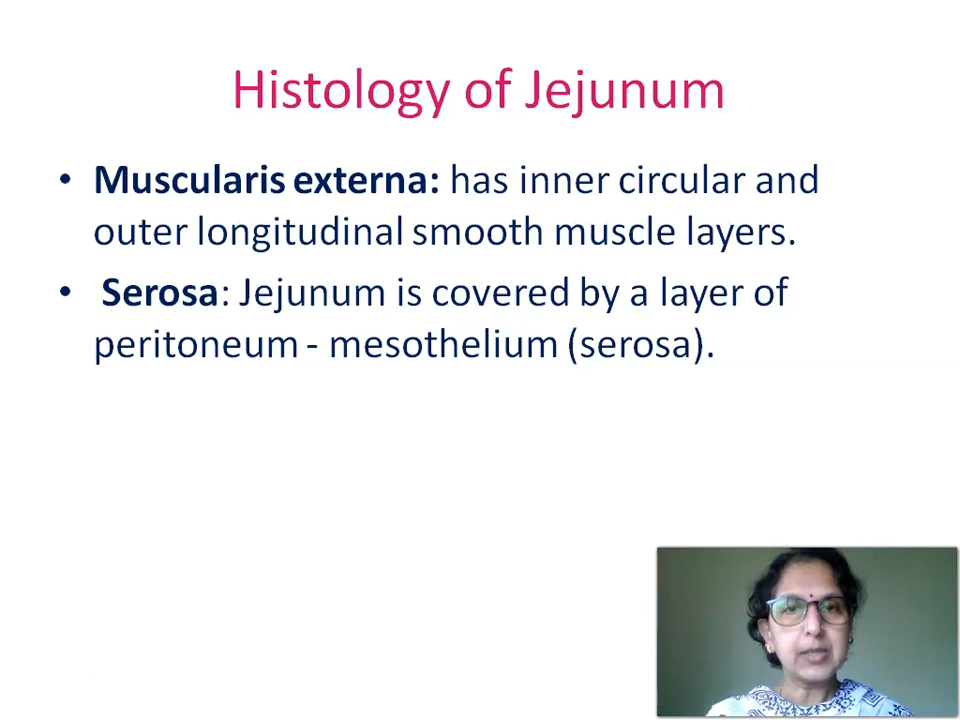 Histology of Jejunum
• Muscularis externa: has inner circular and
outer longitudinal smooth muscle layers.
• Serosa: Jejunum is covered by a layer of
peritoneum - mesothelium (serosa).